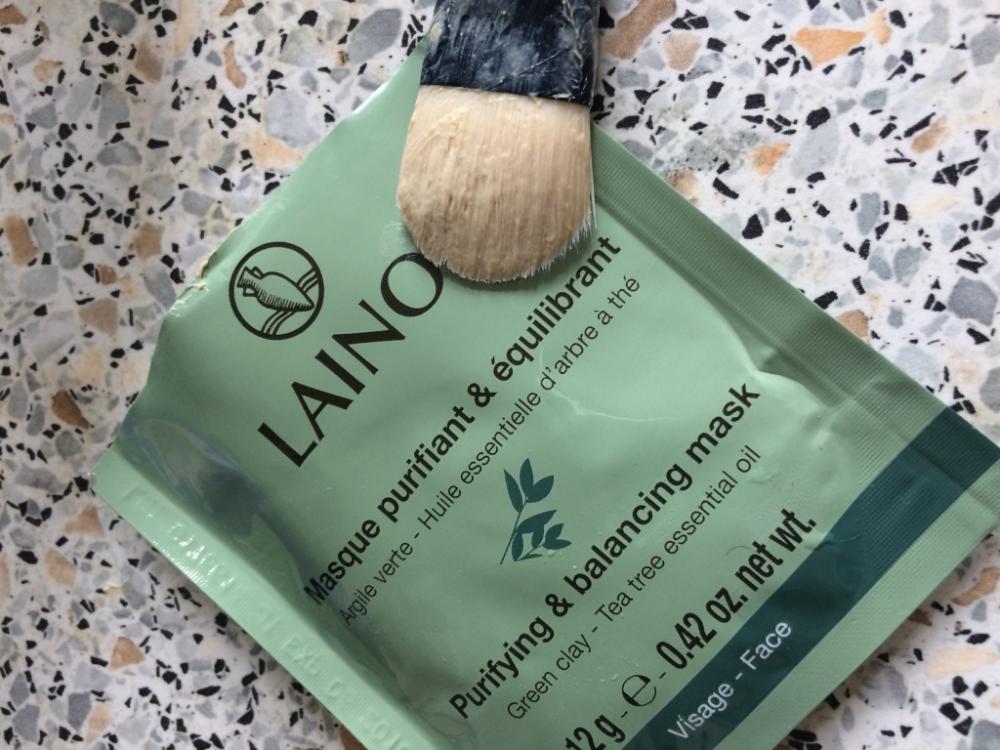 LAINO
Masque purifiant & équilibrant
Argile verte - Huile essentielle d'arbre à thé
Purifying & balancing mask
Green clay - Tea tree essential oil
12 g - ℮ - 0.42 oz. net wt.
Visage - Face